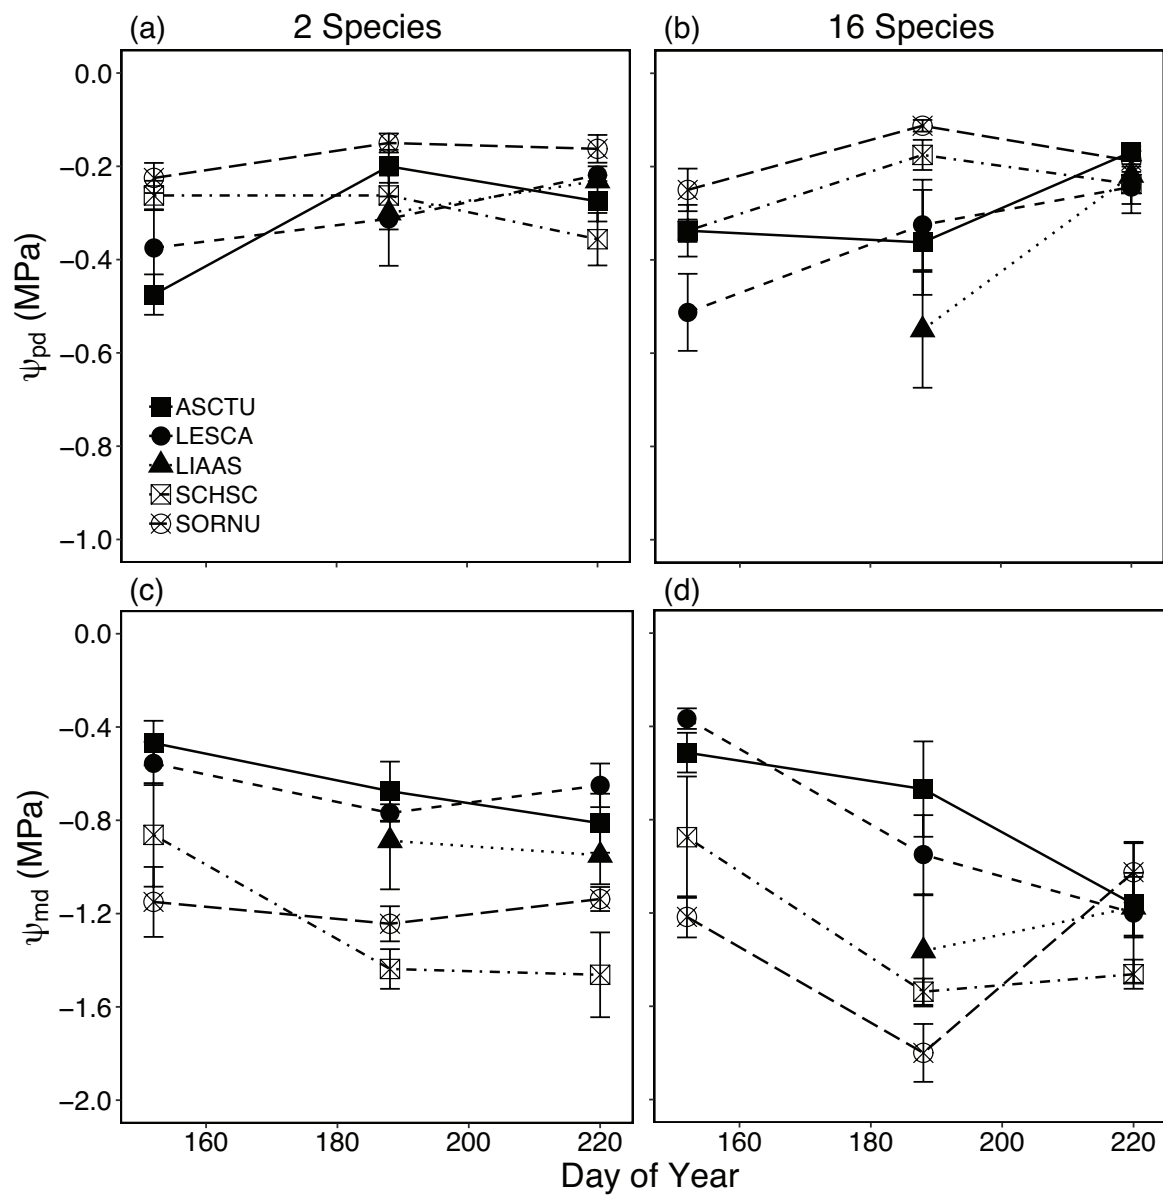 (a) 2 Species
(b) 16 Species
0.0
−0.2
−0.4
−0.6
−0.8
−1.0
ψpd (MPa)
ASCTU
LESCA
LIAAS
SCHSC
SORNU
(c)
(d)
0.0
−0.4
−0.8
−1.2
−1.6
−2.0
ψmd (MPa)
160 180 200 220
160 180 200 220
Day of Year